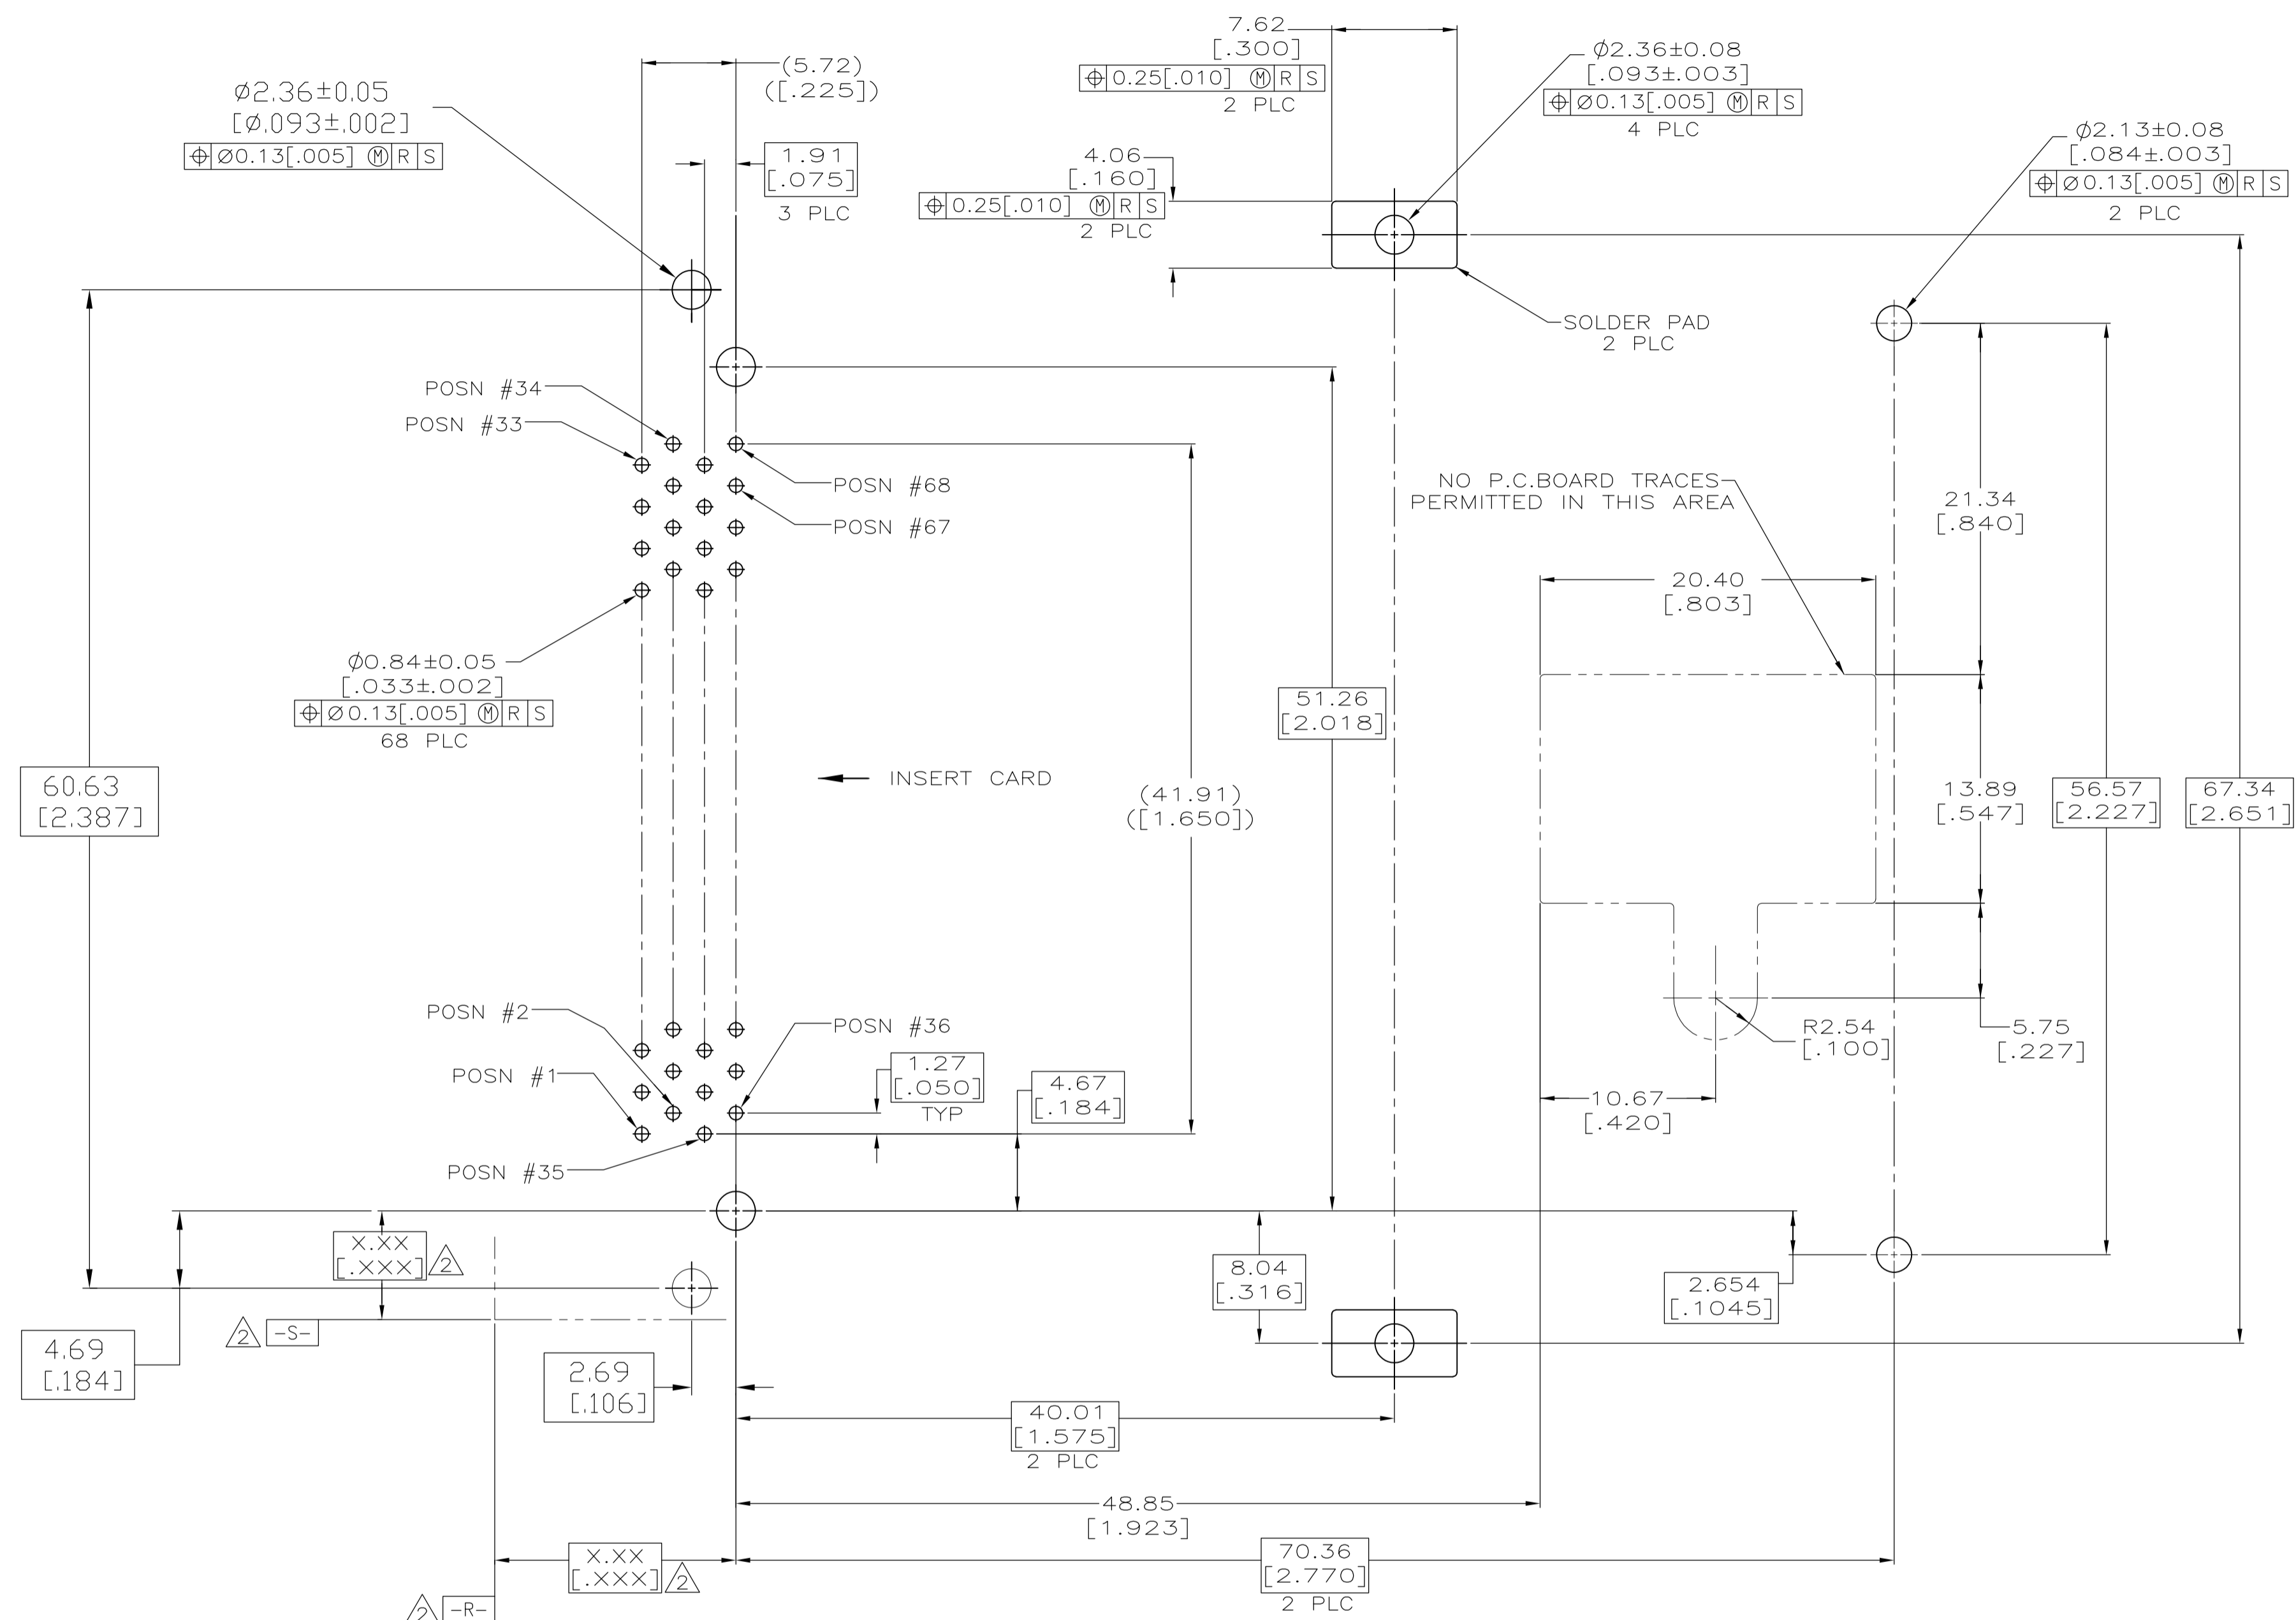 7.62
[.300]
⌖ 0.25[.010] Ⓜ R S
2 PLC
(5.72)
([.225])
∅2.36±0.08
[.093±.003]
⌖ ∅0.13[.005] Ⓜ R S
4 PLC
∅2.36±0.05
[∅.093±.002]
⌖ ∅0.13[.005] Ⓜ R S
∅2.13±0.08
[.084±.003]
⌖ ∅0.13[.005] Ⓜ R S
2 PLC
1.91
[.075]
3 PLC
4.06
[.160]
⌖ 0.25[.010] Ⓜ R S
2 PLC
SOLDER PAD
2 PLC
POSN #34
POSN #33
POSN #68
POSN #67
NO P.C.BOARD TRACES
PERMITTED IN THIS AREA
21.34
[.840]
20.40
[.803]
∅0.84±0.05
[.033±.002]
⌖ ∅0.13[.005] Ⓜ R S
68 PLC
51.26
[2.018]
INSERT CARD
60.63
[2.387]
(41.91)
([1.650])
13.89
[.547]
56.57
[2.227]
67.34
[2.651]
POSN #2
POSN #36
R2.54
[.100]
5.75
[.227]
POSN #1
1.27
[.050]
TYP
4.67
[.184]
10.67
[.420]
POSN #35
X.XX
[.XXX]
2
8.04
[.316]
2.654
[.1045]
2
-S-
4.69
[.184]
2.69
[.106]
40.01
[1.575]
2 PLC
48.85
[1.923]
X.XX
[.XXX]
2
70.36
[2.770]
2 PLC
2
-R-